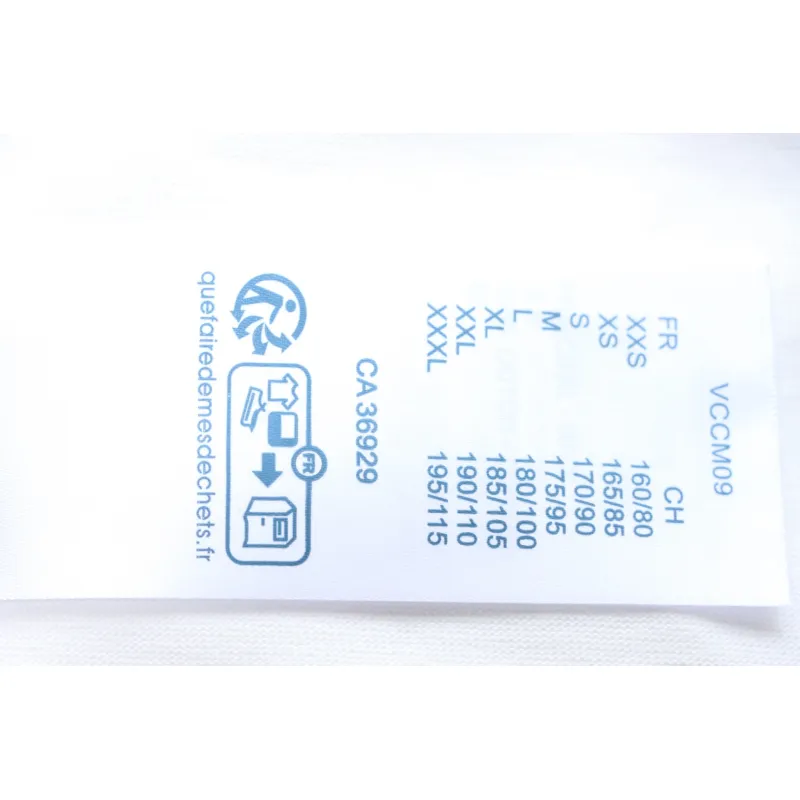 VCCM09
FR CH
XXS 160/80
XS 165/85
S 170/90
M 175/95
L 180/100
XL 185/105
XXL 190/110
XXXL 195/115
CA 36929
FR
quefairedemesdechets.fr